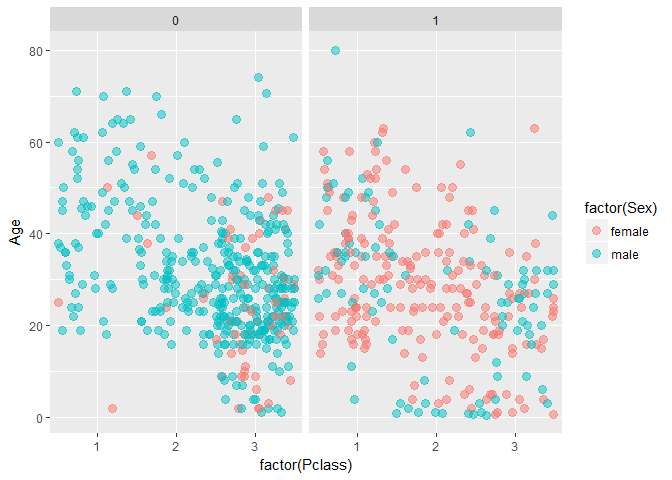 0 1
80
60
40
20
0
Age
1 2 3 1 2 3
factor(Pclass)
factor(Sex)
female
male